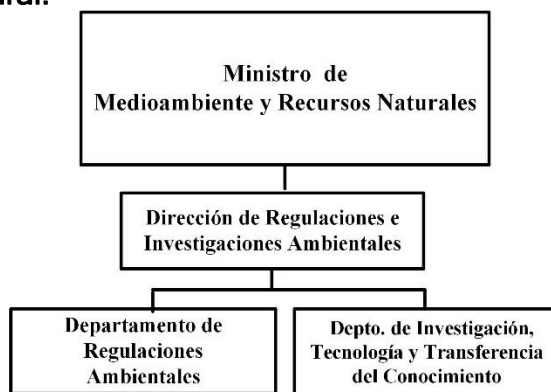 Ministro de
Medioambiente y Recursos Naturales
Dirección de Regulaciones e
Investigaciones Ambientales
Departamento de
Regulaciones
Ambientales
Depto. de Investigación,
Tecnología y Transferencia
del Conocimiento